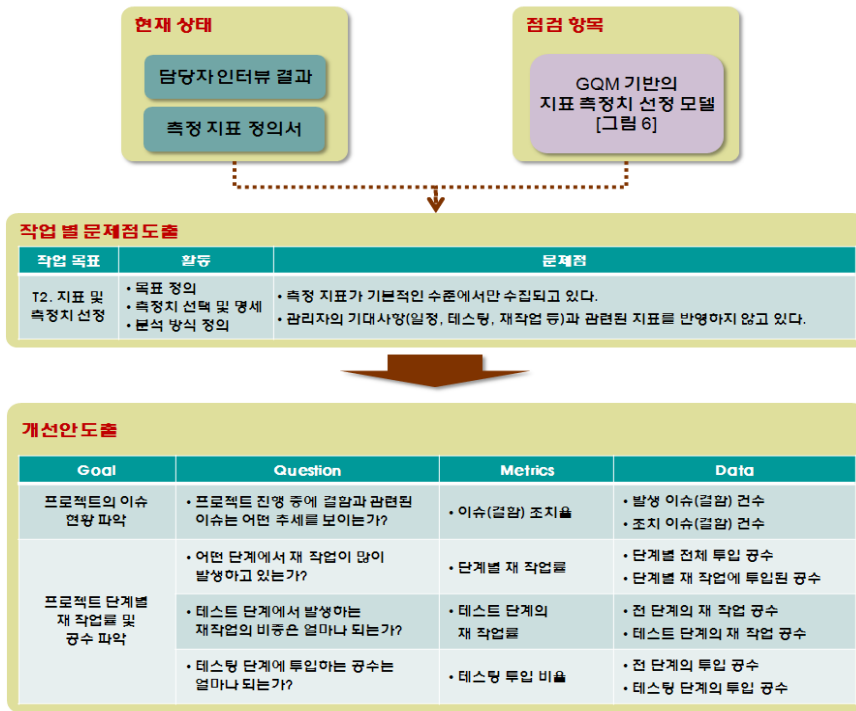 현재 상태
담당자 인터뷰 결과
측정 지표 정의서
점검 항목
GQM 기반의
지표 측정치 선정 모델
[그림 6]
작업 별 문제점 도출
작업 목표
활동
문제점
T2. 지표 및
측정치 선정
• 목표 정의
• 측정치 선택 및 명세
• 분석 방식 정의
• 측정 지표가 기본적인 수준에서만 수집되고 있다.
• 관리자의 기대사항(일정, 테스팅, 재작업 등)과 관련된 지표를 반영하지 않고 있다.
개선안 도출
Goal
Question
Metrics
Data
프로젝트의 이슈
현황 파악
• 프로젝트 진행 중에 결함과 관련된
이슈는 어떤 추세를 보이는가?
• 이슈(결함) 조치율
• 발생 이슈(결함) 건수
• 조치 이슈(결함) 건수
프로젝트 단계별
재 작업률 및
공수 파악
• 어떤 단계에서 재 작업이 많이
발생하고 있는가?
• 단계별 재 작업률
• 단계별 전체 투입 공수
• 단계별 재 작업에 투입된 공수
• 테스트 단계에서 발생하는
재작업의 비중은 얼마나 되는가?
• 테스트 단계의
재 작업률
• 전 단계의 재 작업 공수
• 테스트 단계의 재 작업 공수
• 테스팅 단계에 투입하는 공수는
얼마나 되는가?
• 테스팅 투입 비율
• 전 단계의 투입 공수
• 테스팅 단계의 투입 공수